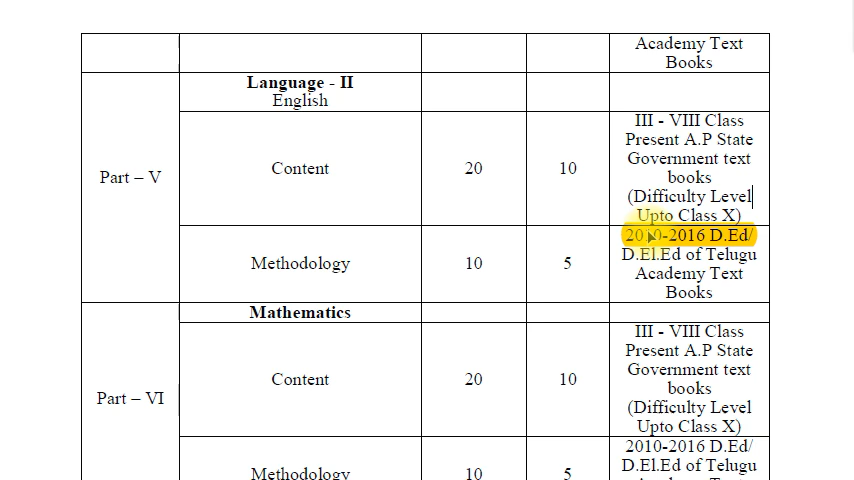 Academy Text
Books
Language - II
English
Part – V
Content
20
10
III - VIII Class
Present A.P State
Government text
books
(Difficulty Level
Upto Class X)
Methodology
10
5
2010-2016 D.Ed/
D.El.Ed of Telugu
Academy Text
Books
Mathematics
Part – VI
Content
20
10
III - VIII Class
Present A.P State
Government text
books
(Difficulty Level
Upto Class X)
Methodology
10
5
2010-2016 D.Ed/
D.El.Ed of Telugu